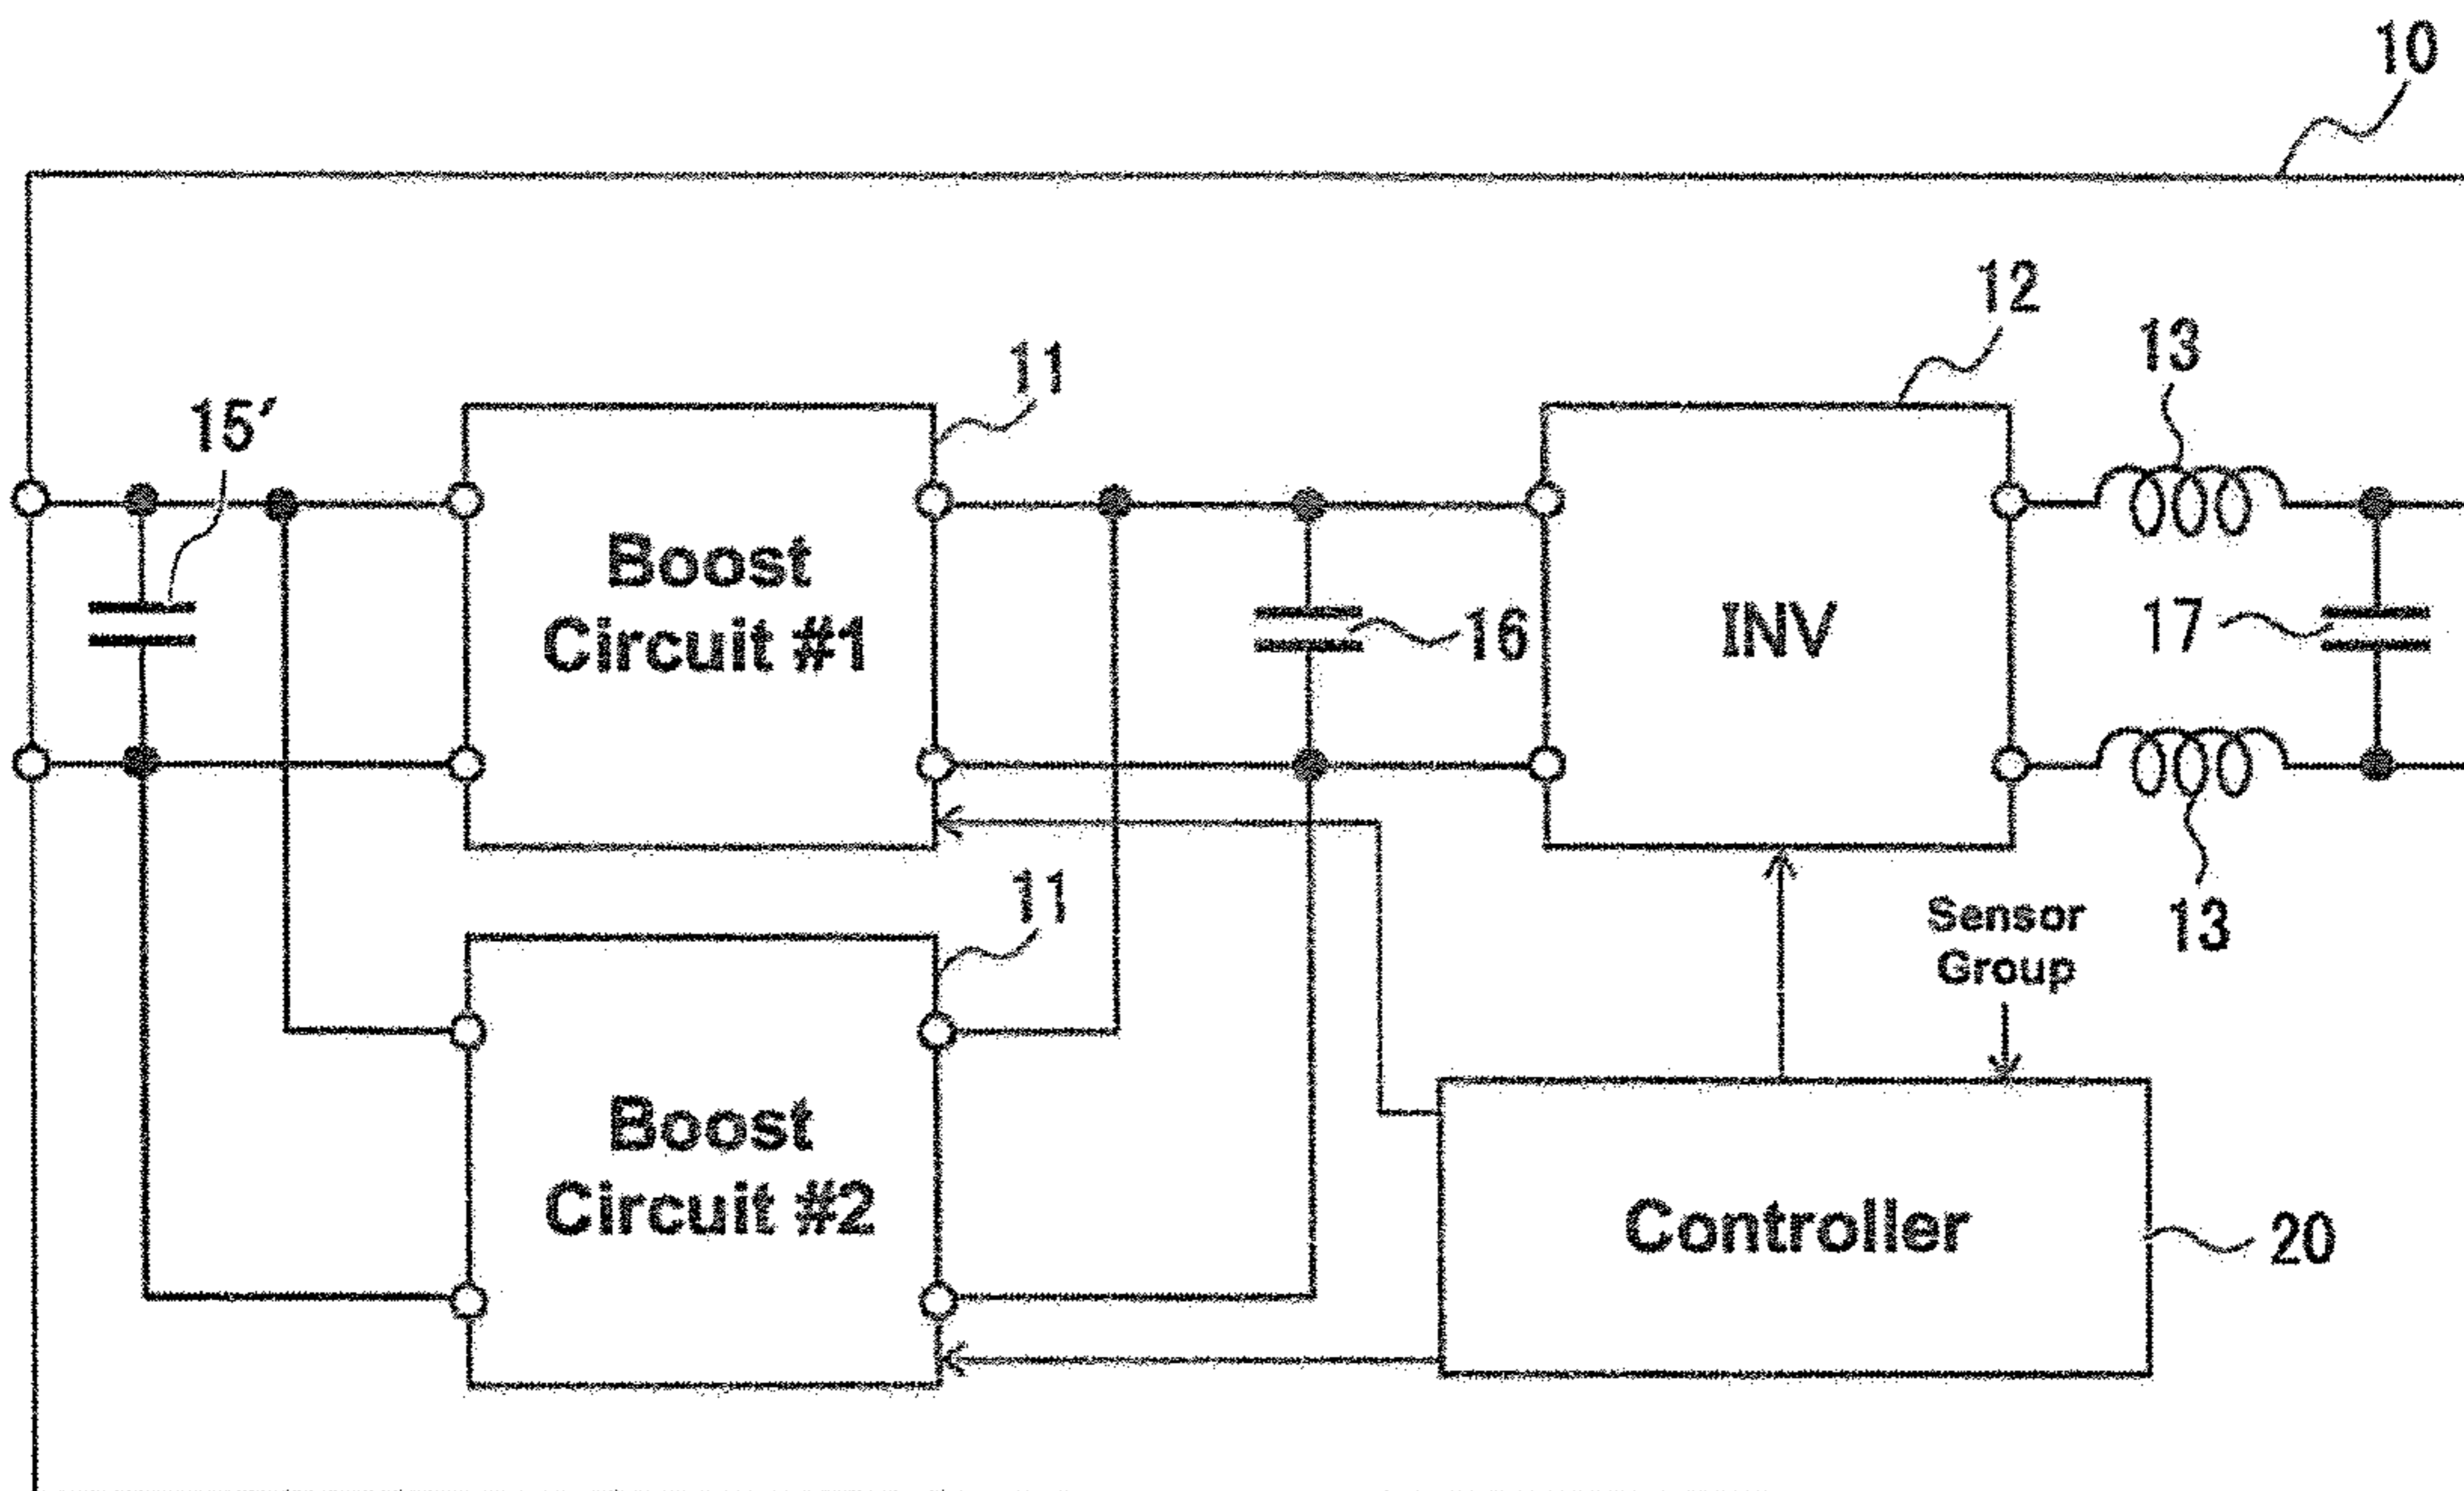 10
12
13
11
15′
Boost
Circuit #1
16
INV
17
11
Sensor
Group
13
Boost
Circuit #2
Controller
20